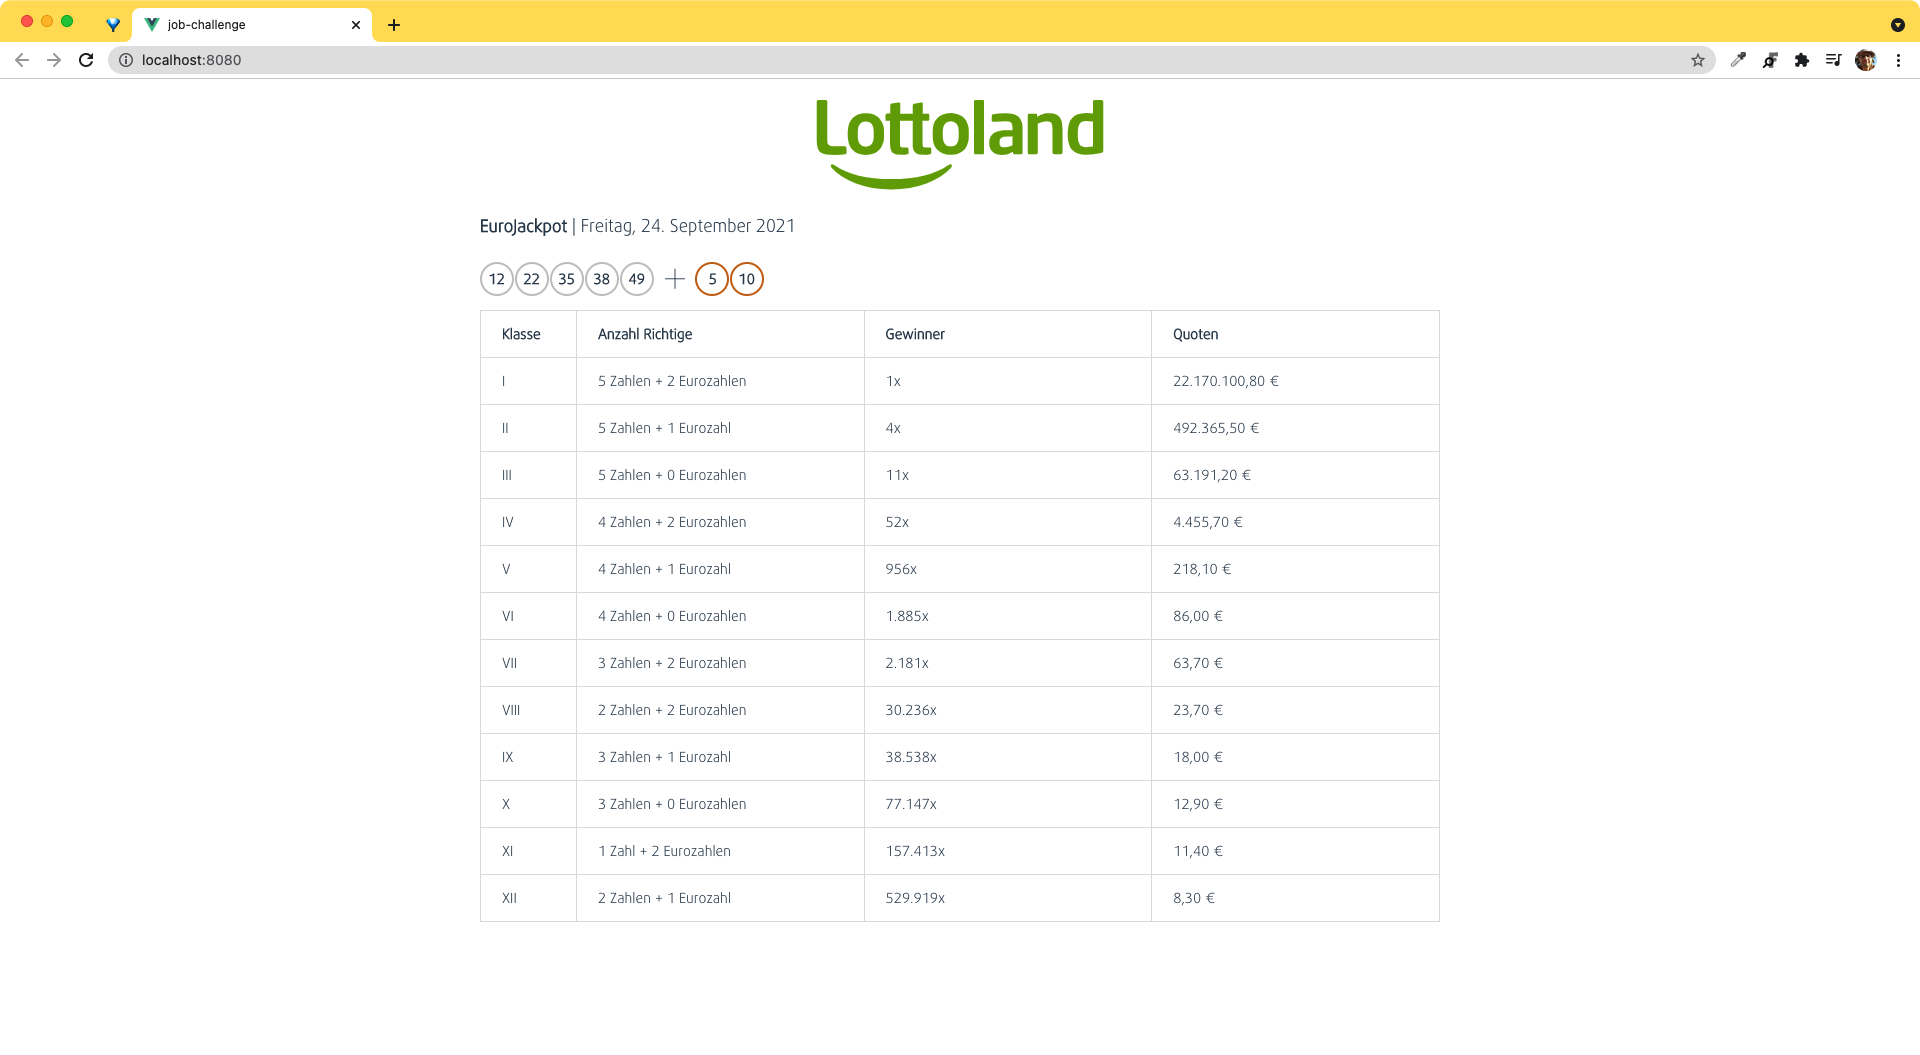 job-challenge
localhost:8080
Lottoland
EuroJackpot | Freitag, 24. September 2021
12 22 35 38 49 + 5 10
Klasse Anzahl Richtige Gewinner Quoten
I 5 Zahlen + 2 Eurozahlen 1x 22.170.100,80 €
II 5 Zahlen + 1 Eurozahl 4x 492.365,50 €
III 5 Zahlen + 0 Eurozahlen 11x 63.191,20 €
IV 4 Zahlen + 2 Eurozahlen 52x 4.455,70 €
V 4 Zahlen + 1 Eurozahl 956x 218,10 €
VI 4 Zahlen + 0 Eurozahlen 1.885x 86,00 €
VII 3 Zahlen + 2 Eurozahlen 2.181x 63,70 €
VIII 2 Zahlen + 2 Eurozahlen 30.236x 23,70 €
IX 3 Zahlen + 1 Eurozahl 38.538x 18,00 €
X 3 Zahlen + 0 Eurozahlen 77.147x 12,90 €
XI 1 Zahl + 2 Eurozahlen 157.413x 11,40 €
XII 2 Zahlen + 1 Eurozahl 529.919x 8,30 €